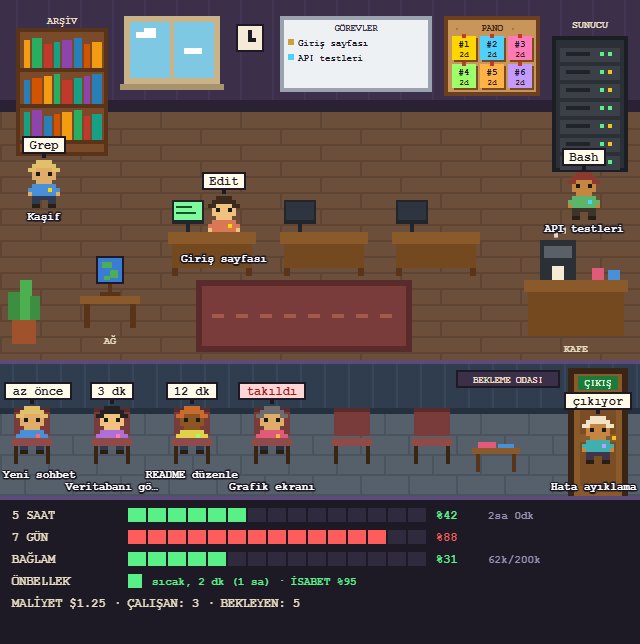 ARŞİV
GÖREVLER
Giriş sayfası
API testleri
PANO
#1 2d
#2 2d
#3 2d
#4 2d
#5 2d
#6 2d
SUNUCU
Grep
Kaşif
Edit
Giriş sayfası
Bash
API testleri
AĞ
KAFE
BEKLEME ODASI
ÇIKIŞ
az önce
3 dk
12 dk
takıldı
çıkıyor
Yeni sohbet
Veritabanı gö…
README düzenle
Grafik ekranı
Hata ayıklama
5 SAAT %42 2sa 0dk
7 GÜN %88
BAĞLAM %31 62k/200k
ÖNBELLEK sıcak, 2 dk (1 sa) · İSABET %95
MALİYET $1.25 · ÇALIŞAN: 3 · BEKLEYEN: 5